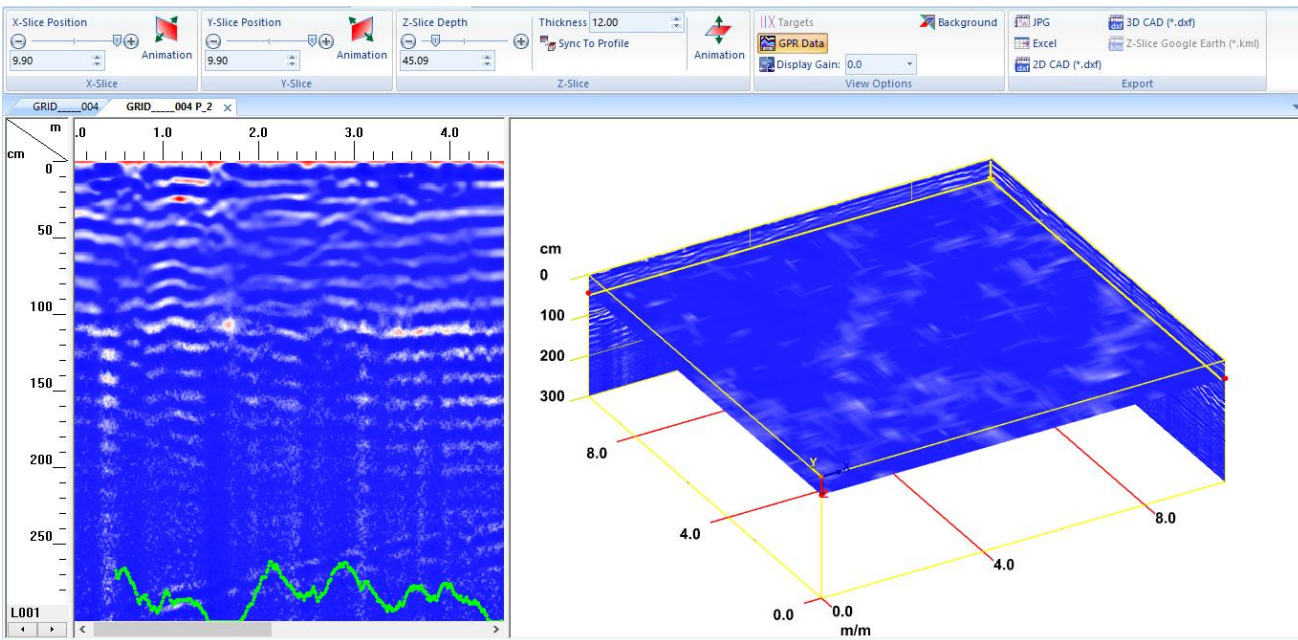 X-Slice Position
9.90
Animation
X-Slice
Y-Slice Position
9.90
Animation
Y-Slice
Z-Slice Depth
45.09
Thickness 12.00
Sync To Profile
Animation
Z-Slice
Targets
GPR Data
Display Gain: 0.0
Background
View Options
JPG
Excel
2D CAD (*.dxf)
3D CAD (*.dxf)
Z-Slice Google Earth (*.kml)
Export
GRID____004
GRID____004 P_2
m
cm
.0 1.0 2.0 3.0 4.0
0
50
100
150
200
250
L001
cm
0
100
200
300
8.0
4.0
0.0
Y
0.0
4.0
8.0
m/m